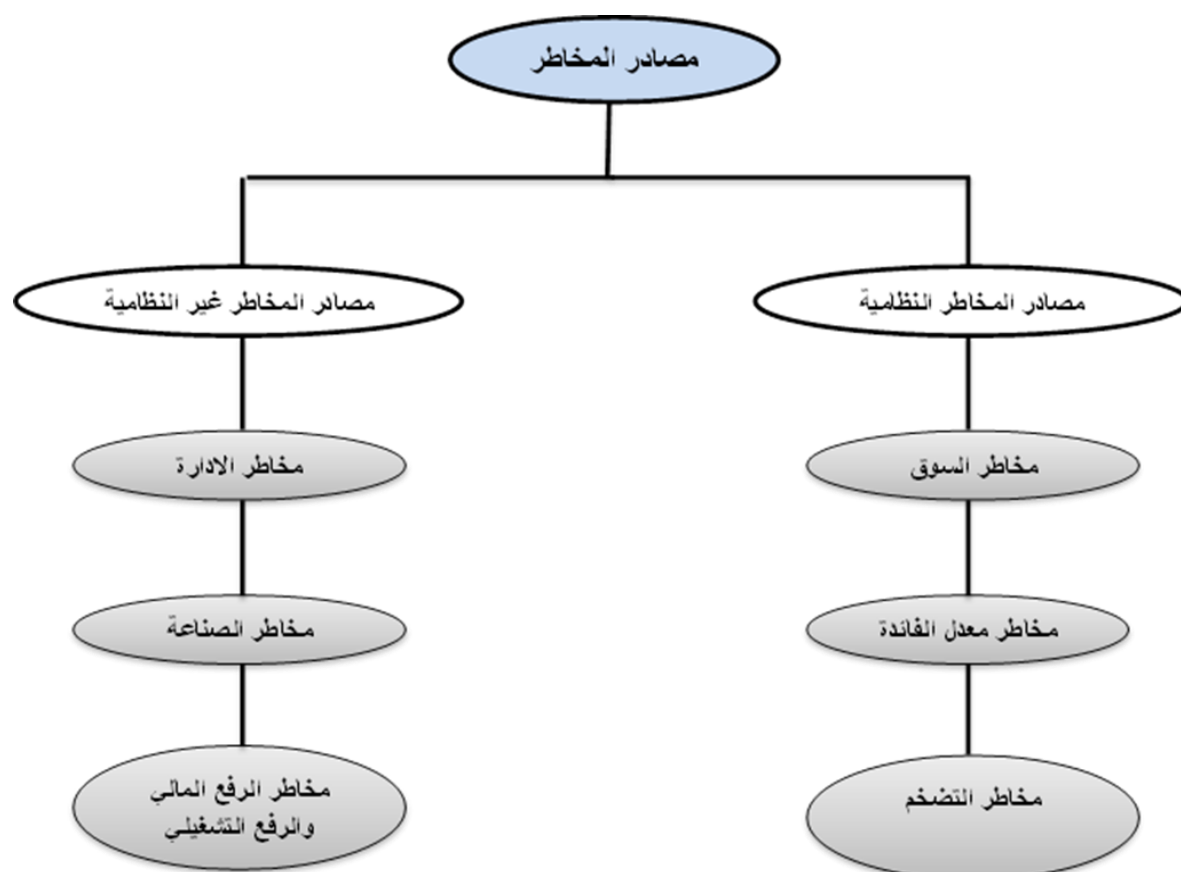 مصادر المخاطر
مصادر المخاطر النظامية
مصادر المخاطر غير النظامية
مخاطر السوق
مخاطر الادارة
مخاطر معدل الفائدة
مخاطر الصناعة
مخاطر التضخم
مخاطر الرفع المالي
والرفع التشغيلي